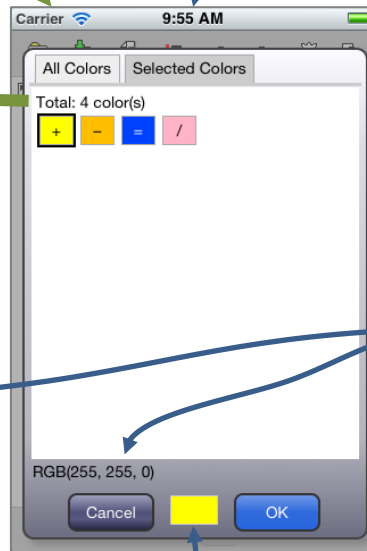 Carrier 9:55 AM
All Colors Selected Colors
Total: 4 color(s)
+ − = /
RGB(255, 255, 0)
Cancel OK